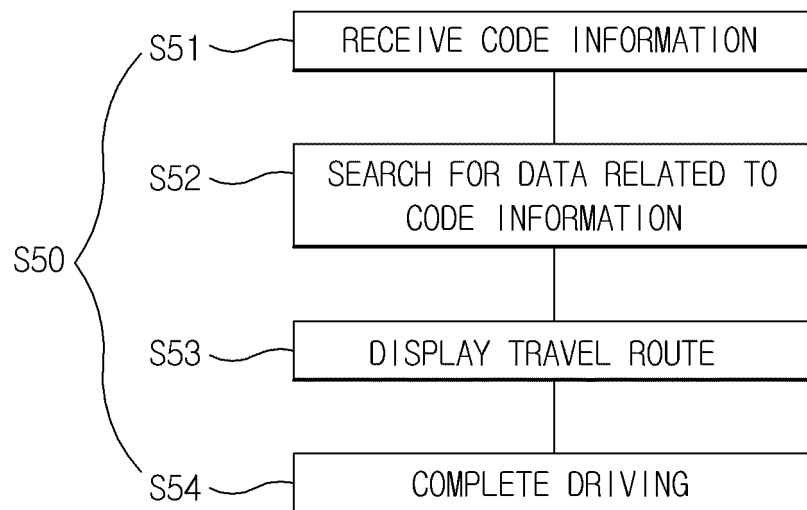 S51
RECEIVE CODE INFORMATION
S52
SEARCH FOR DATA RELATED TO
CODE INFORMATION
S50
S53
DISPLAY TRAVEL ROUTE
S54
COMPLETE DRIVING